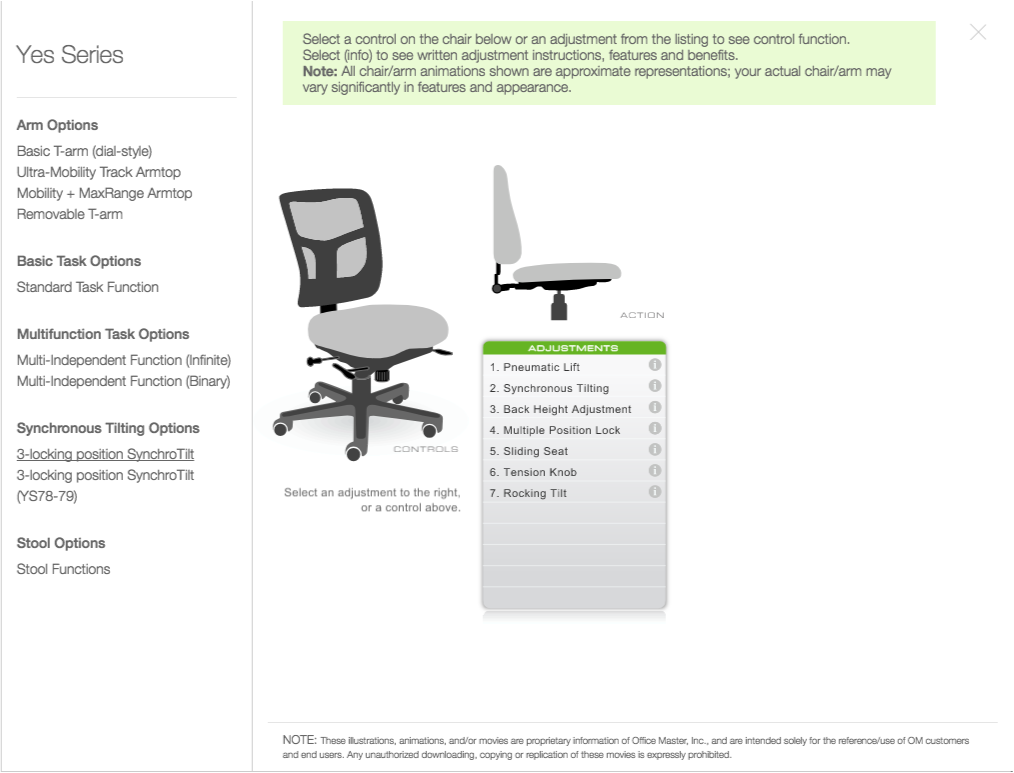 Yes Series
Arm Options
Basic T-arm (dial-style)
Ultra-Mobility Track Armtop
Mobility + MaxRange Armtop
Removable T-arm
Basic Task Options
Standard Task Function
Multifunction Task Options
Multi-Independent Function (Infinite)
Multi-Independent Function (Binary)
Synchronous Tilting Options
3-locking position SynchroTilt
3-locking position SynchroTilt
(YS78-79)
Stool Options
Stool Functions
Select a control on the chair below or an adjustment from the listing to see control function.
Select (info) to see written adjustment instructions, features and benefits.
Note: All chair/arm animations shown are approximate representations; your actual chair/arm may
vary significantly in features and appearance.
CONTROLS
Select an adjustment to the right,
or a control above.
ACTION
ADJUSTMENTS
1. Pneumatic Lift
2. Synchronous Tilting
3. Back Height Adjustment
4. Multiple Position Lock
5. Sliding Seat
6. Tension Knob
7. Rocking Tilt
NOTE: These illustrations, animations, and/or movies are proprietary information of Office Master, Inc., and are intended solely for the reference/use of OM customers
and end users. Any unauthorized downloading, copying or replication of these movies is expressly prohibited.